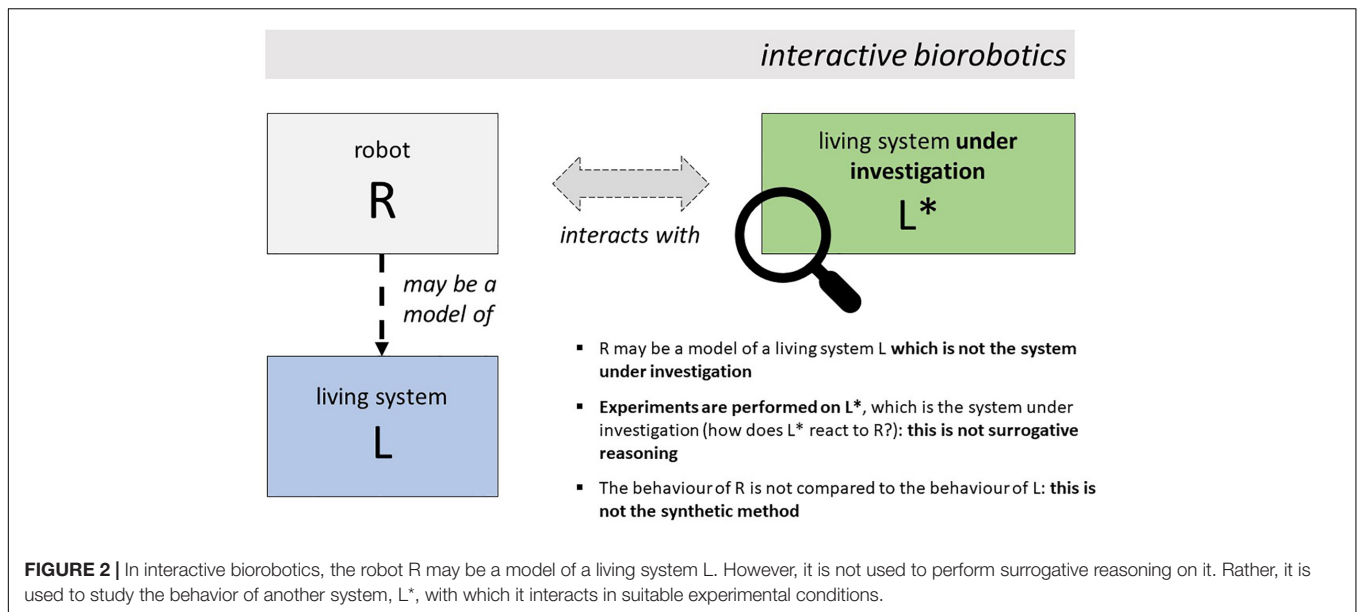 interactive biorobotics
robot
R
interacts with
living system under
investigation
L*
may be a
model of
living system
L
▪ R may be a model of a living system L which is not the system
under investigation
▪ Experiments are performed on L*, which is the system under
investigation (how does L* react to R?): this is not surrogative
reasoning
▪ The behaviour of R is not compared to the behaviour of L: this is
not the synthetic method
FIGURE 2 | In interactive biorobotics, the robot R may be a model of a living system L. However, it is not used to perform surrogative reasoning on it. Rather, it is
used to study the behavior of another system, L*, with which it interacts in suitable experimental conditions.